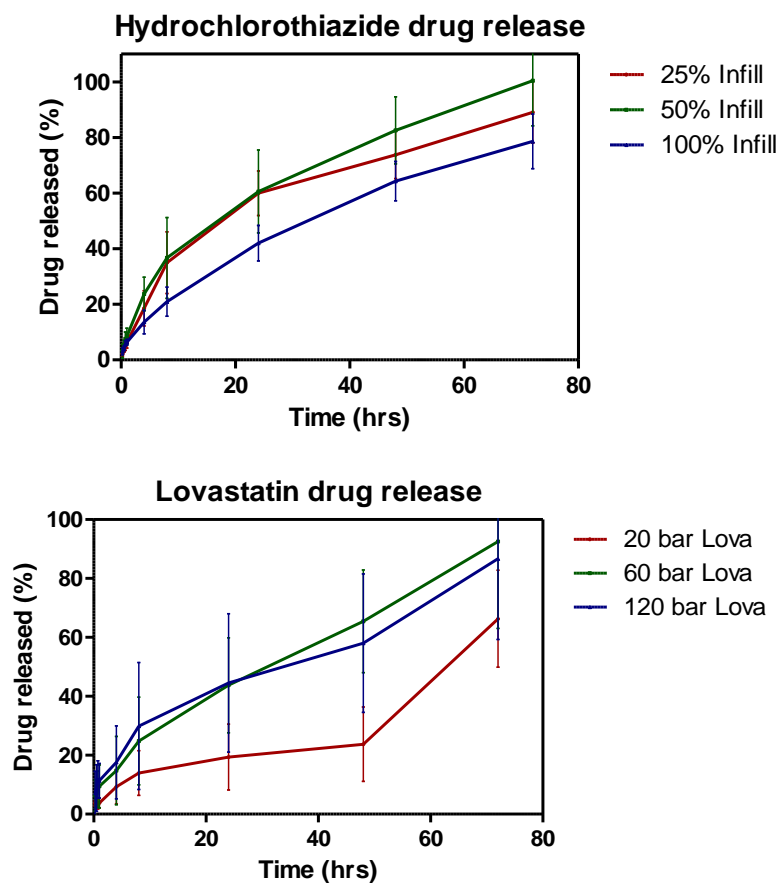 Hydrochlorothiazide drug release
100
80
60
40
20
0
Drug released (%)
0 20 40 60 80
Time (hrs)
25% Infill
50% Infill
100% Infill
Lovastatin drug release
100
80
60
40
20
0
Drug released (%)
0 20 40 60 80
Time (hrs)
20 bar Lova
60 bar Lova
120 bar Lova